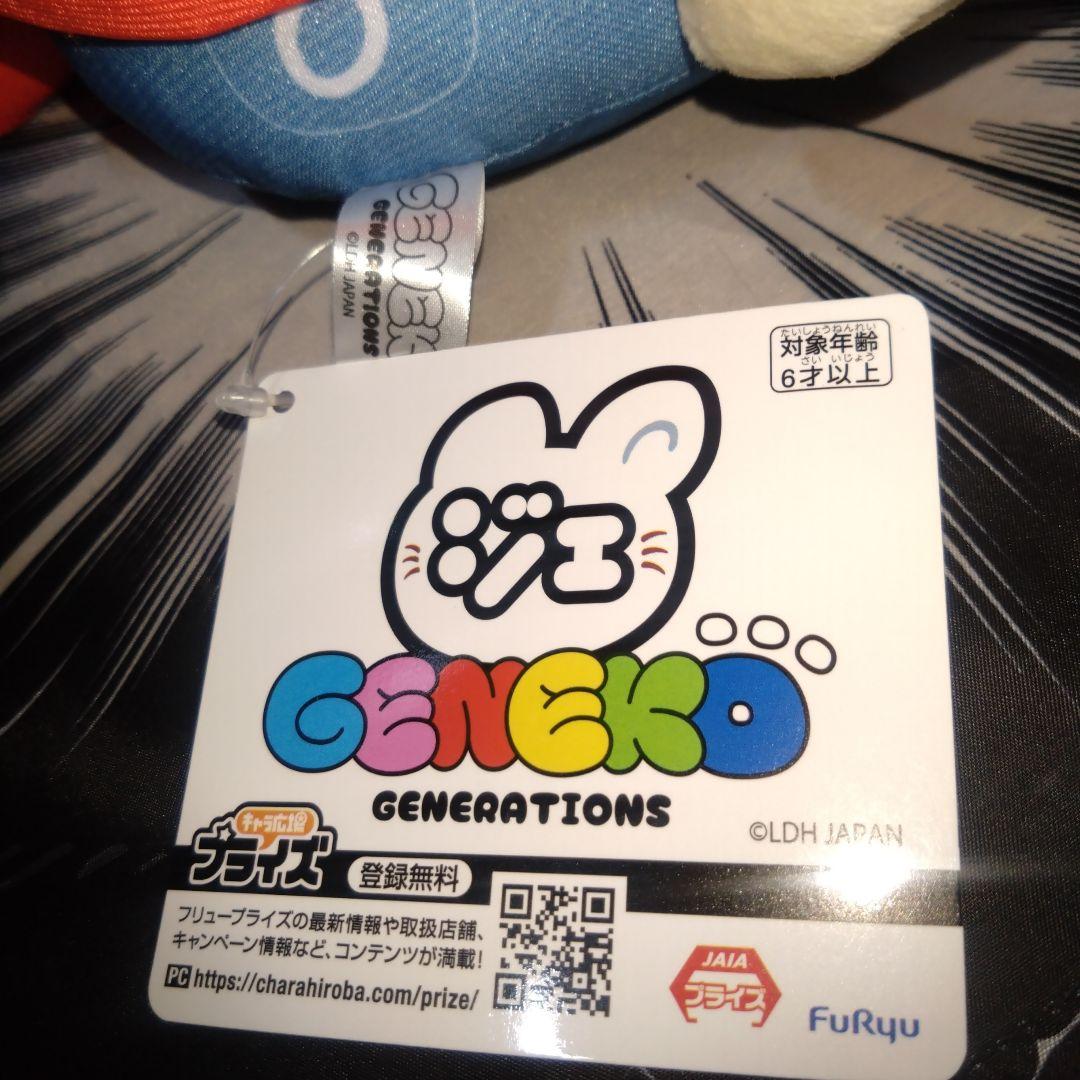 GENEK
GENERATIONS
©LDH JAPAN
たいしょうねんれい
対象年齢
さい いじょう
6才以上
ジェ
GENEKO
GENERATIONS
©LDH JAPAN
キャラ広場
プライズ
登録無料
フリュープライズの最新情報や取扱店舗、
キャンペーン情報など、コンテンツが満載!
PC https://charahiroba.com/prize/
JAIA
プライズ
FuRyu